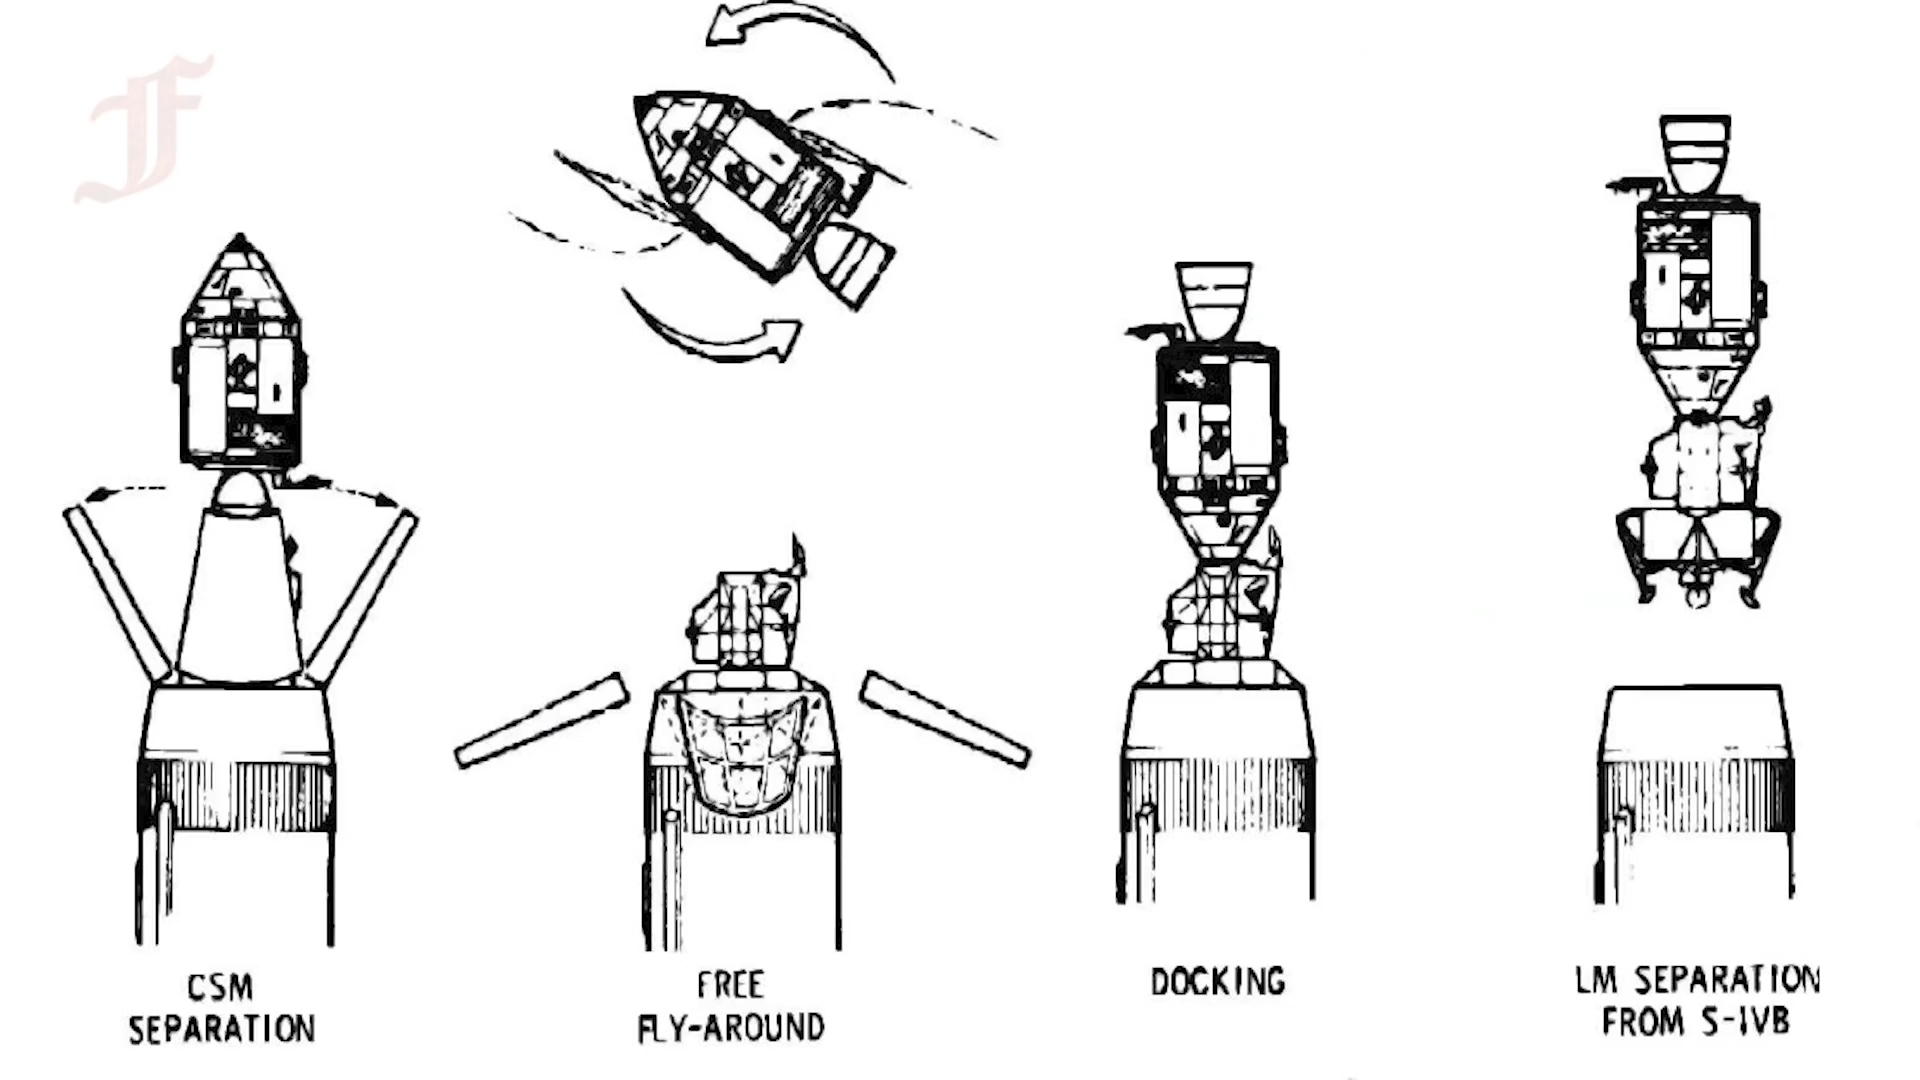 CSM
SEPARATION
FREE
FLY-AROUND
DOCKING
LM SEPARATION
FROM S-IVB